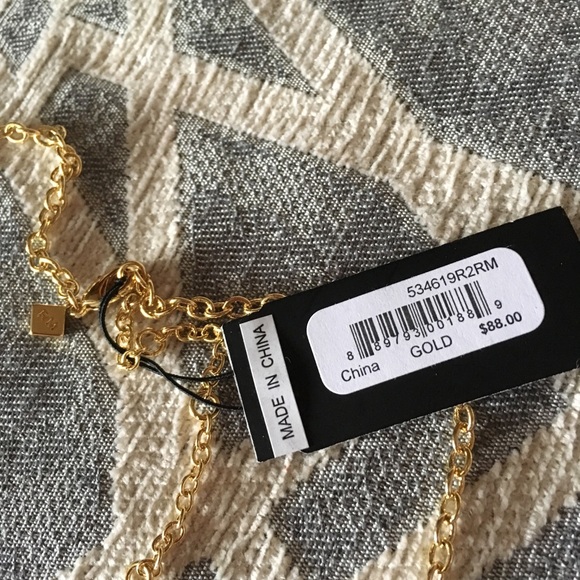 534619R2RM
8 89793 00188 9
China GOLD $88.00
MADE IN CHINA